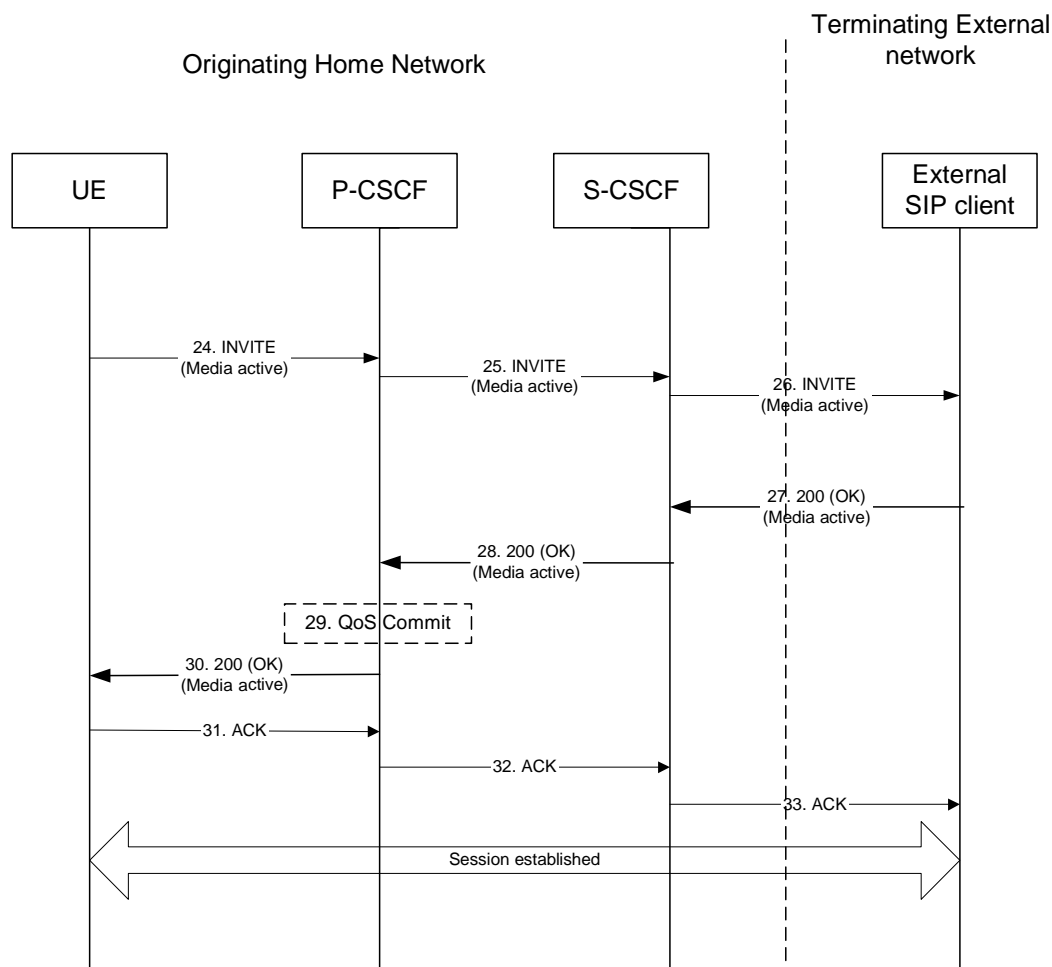 Originating Home Network
Terminating External
network
UE
P-CSCF
S-CSCF
External
SIP client
24. INVITE
(Media active)
25. INVITE
(Media active)
26. INVITE
(Media active)
27. 200 (OK)
(Media active)
28. 200 (OK)
(Media active)
29. QoS Commit
30. 200 (OK)
(Media active)
31. ACK
32. ACK
33. ACK
Session established